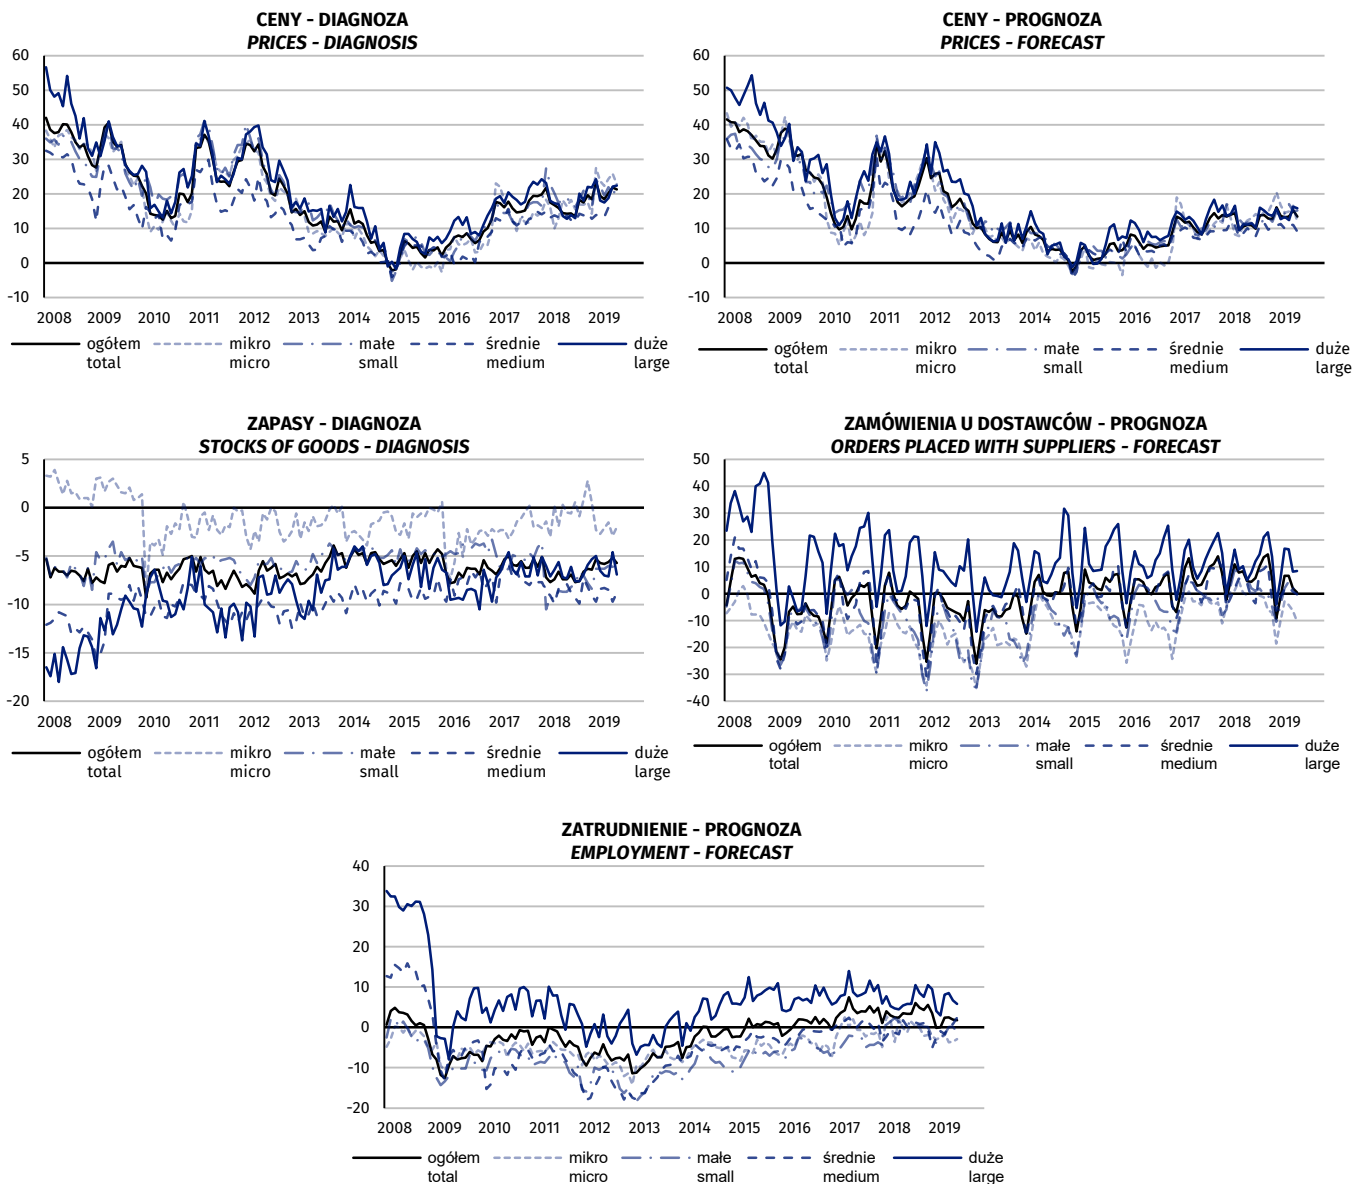 CENY - DIAGNOZA
PRICES - DIAGNOSIS
60
50
40
30
20
10
0
-10
2008 2009 2010 2011 2012 2013 2014 2015 2016 2017 2018 2019
ogółem mikro małe średnie duże
total micro small medium large
CENY - PROGNOZA
PRICES - FORECAST
60
50
40
30
20
10
0
-10
2008 2009 2010 2011 2012 2013 2014 2015 2016 2017 2018 2019
ogółem mikro małe średnie duże
total micro small medium large
ZAPASY - DIAGNOZA
STOCKS OF GOODS - DIAGNOSIS
5
0
-5
-10
-15
-20
2008 2009 2010 2011 2012 2013 2014 2015 2016 2017 2018 2019
ogółem mikro małe średnie duże
total micro small medium large
ZAMÓWIENIA U DOSTAWCÓW - PROGNOZA
ORDERS PLACED WITH SUPPLIERS - FORECAST
50
40
30
20
10
0
-10
-20
-30
-40
2008 2009 2010 2011 2012 2013 2014 2015 2016 2017 2018 2019
ogółem mikro małe średnie duże
total micro small medium large
ZATRUDNIENIE - PROGNOZA
EMPLOYMENT - FORECAST
40
30
20
10
0
-10
-20
2008 2009 2010 2011 2012 2013 2014 2015 2016 2017 2018 2019
ogółem mikro małe średnie duże
total micro small medium large